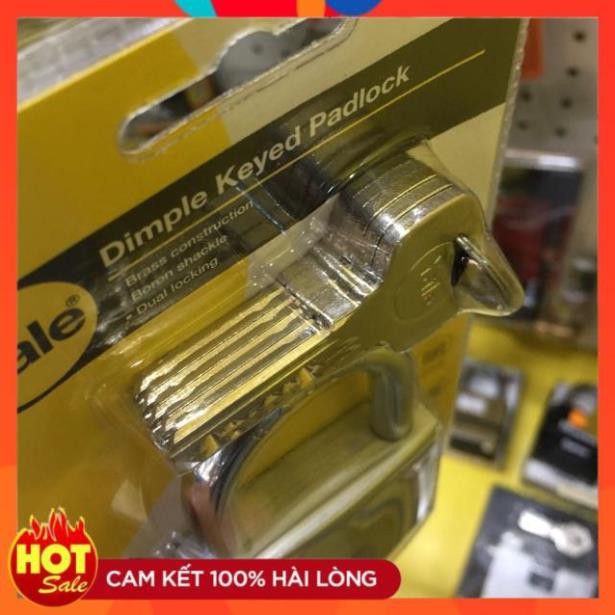 Dimple Keyed Padlock
• Brass construction
• Boron shackle
• Dual locking
ale®
HOT
Sale
CAM KẾT 100% HÀI LÒNG